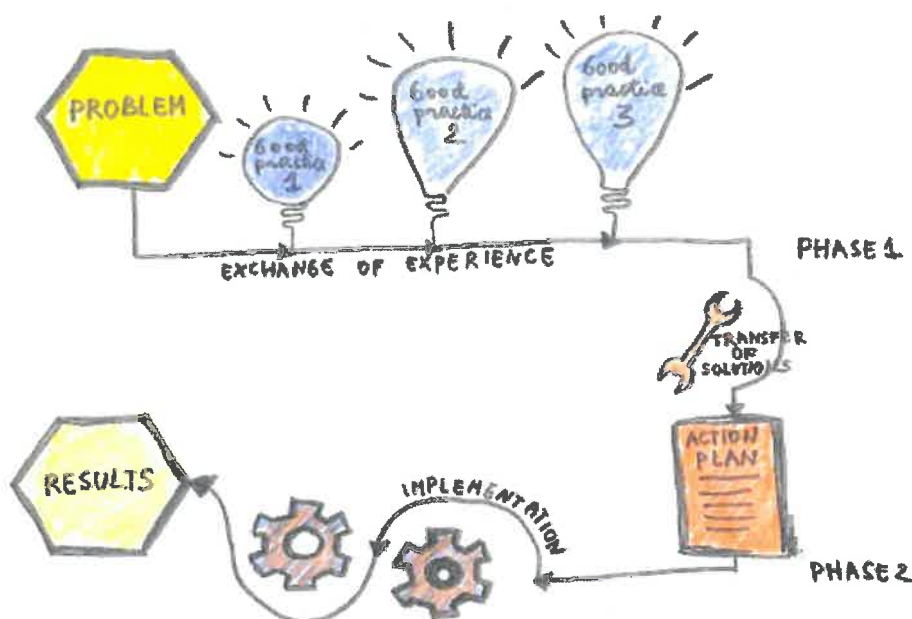 PROBLEM
Good
practice
1
Good
practice
2
Good
practice
3
EXCHANGE OF EXPERIENCE
PHASE 1
TRANSFER
OF
SOLUTIONS
ACTION
PLAN
RESULTS
IMPLEMENTATION
PHASE 2